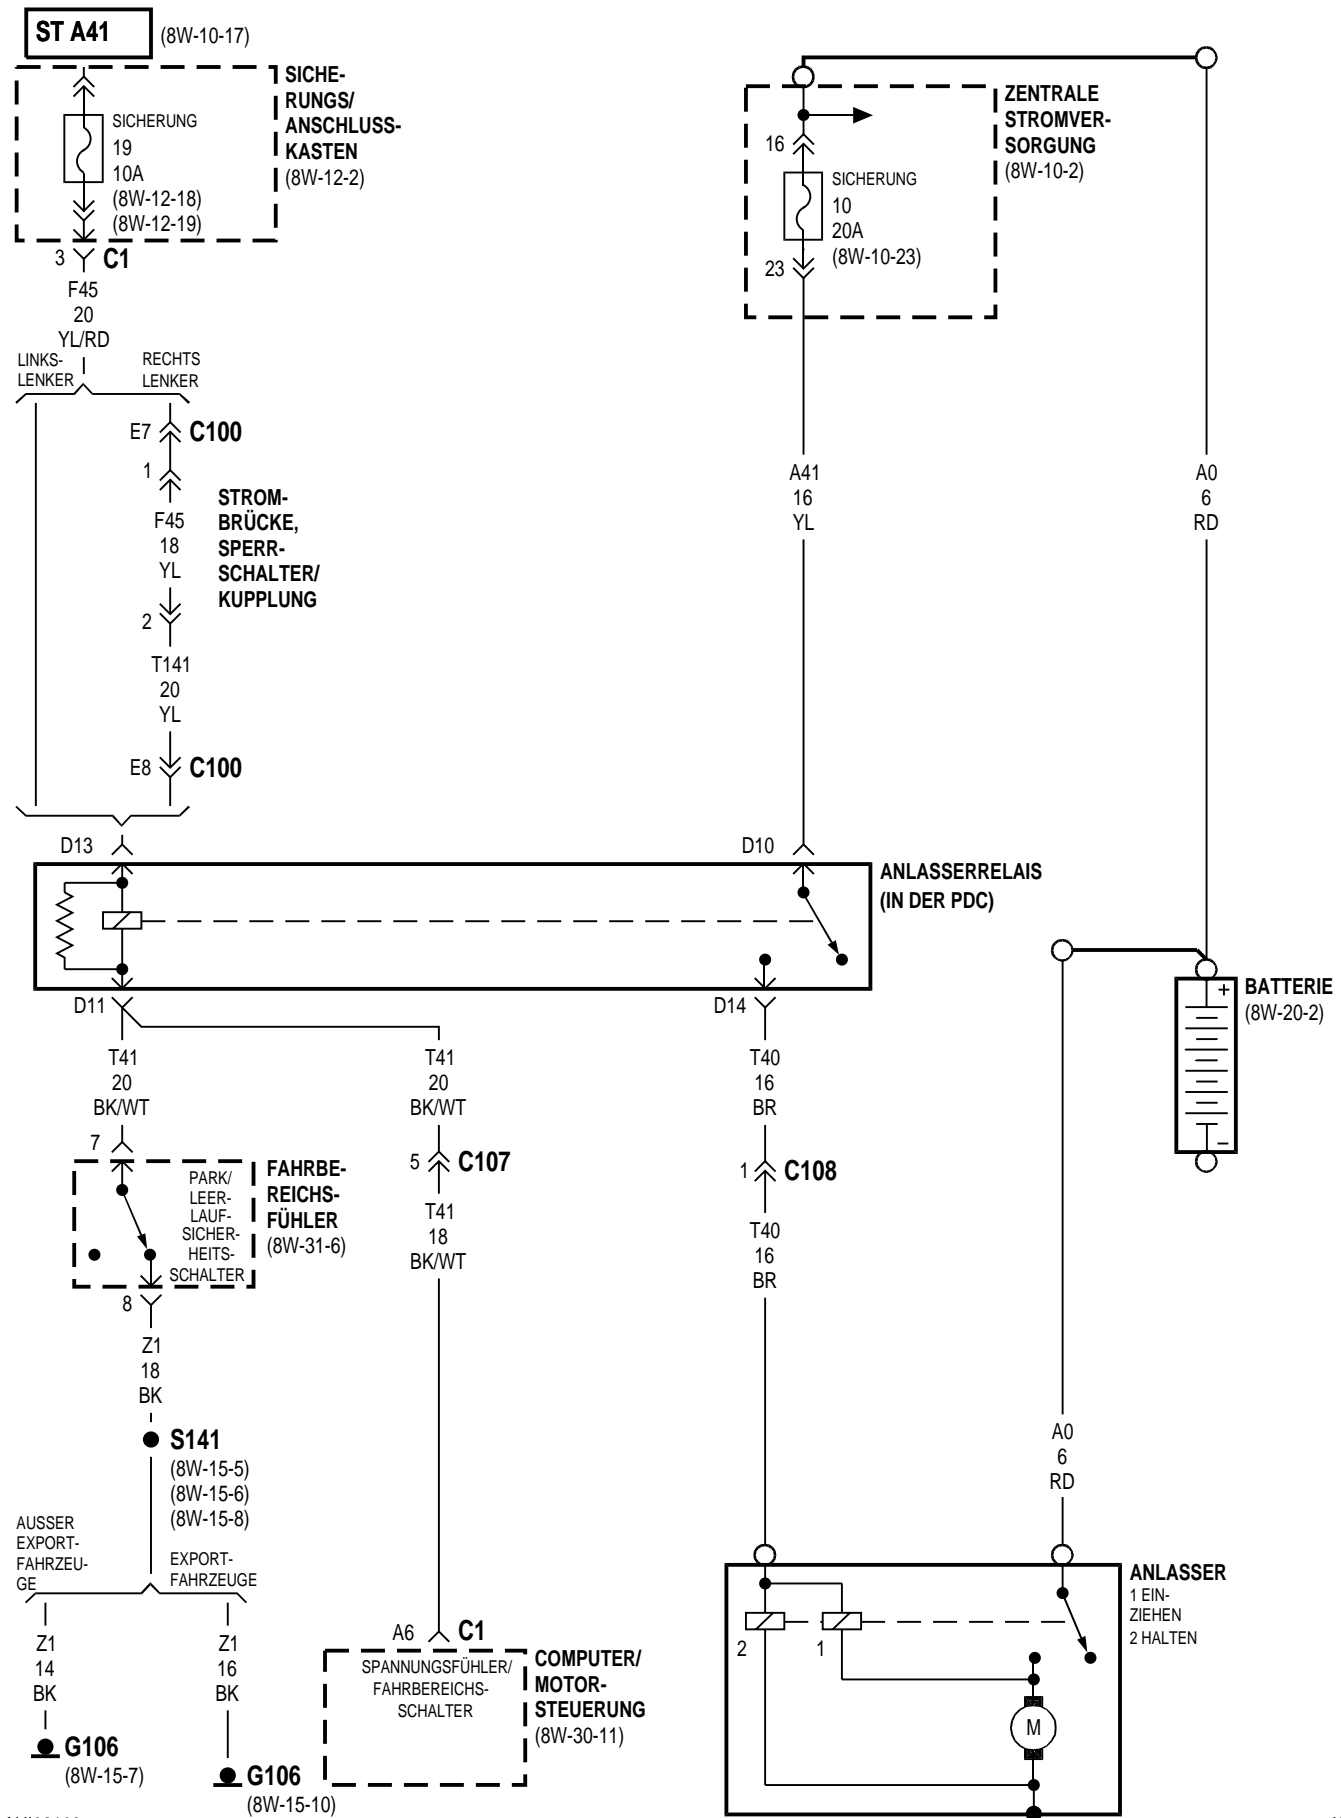 ST A41
(8W-10-17)
SICHE-
RUNGS/
ANSCHLUSS-
KASTEN
(8W-12-2)
SICHERUNG
19
10A
(8W-12-18)
(8W-12-19)
3
C1
F45
20
YL/RD
LINKS-
LENKER
RECHTS
LENKER
E7
C100
1
F45
18
YL
STROM-
BRÜCKE,
SPERR-
SCHALTER/
KUPPLUNG
2
T141
20
YL
E8
C100
ZENTRALE
STROMVER-
SORGUNG
(8W-10-2)
16
SICHERUNG
10
20A
(8W-10-23)
23
A41
16
YL
A0
6
RD
D13
D10
ANLASSERRELAIS
(IN DER PDC)
D11
D14
BATTERIE
(8W-20-2)
+
–
T41
20
BK/WT
T41
20
BK/WT
T40
16
BR
7
5
C107
1
C108
PARK/
LEER-
LAUF-
SICHER-
HEITS-
SCHALTER
FAHRBE-
REICHS-
FÜHLER
(8W-31-6)
T41
18
BK/WT
T40
16
BR
8
Z1
18
BK
S141
(8W-15-5)
(8W-15-6)
(8W-15-8)
AUSSER
EXPORT-
FAHRZEU-
GE
EXPORT-
FAHRZEUGE
Z1
14
BK
Z1
16
BK
G106
(8W-15-7)
G106
(8W-15-10)
A6
C1
SPANNUNGSFÜHLER/
FAHRBEREICHS-
SCHALTER
COMPUTER/
MOTOR-
STEUERUNG
(8W-30-11)
A0
6
RD
ANLASSER
1 EIN-
ZIEHEN
2 HALTEN
2
1
M